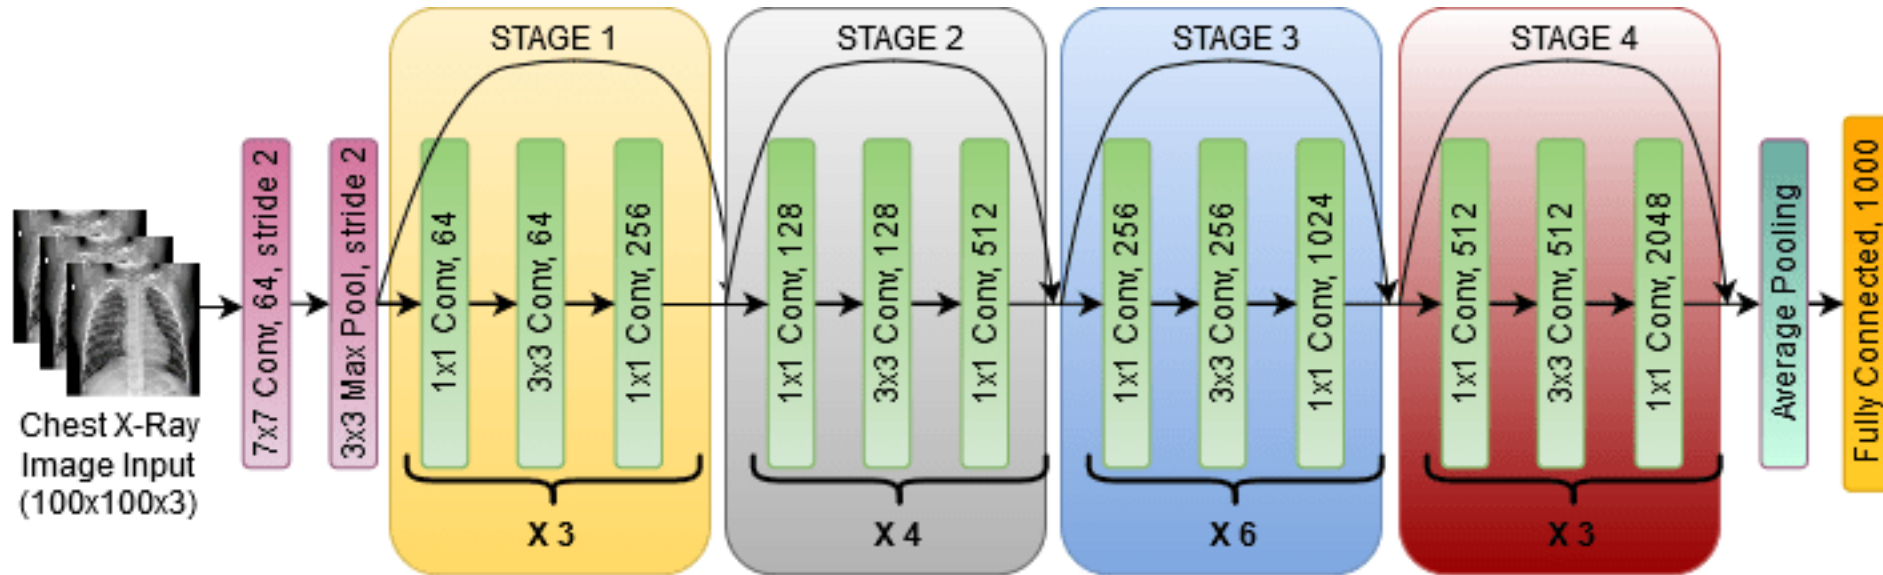 Chest X-Ray
Image Input
(100x100x3)
7x7 Conv, 64, stride 2
3x3 Max Pool, stride 2
STAGE 1
1x1 Conv, 64
3x3 Conv, 64
1x1 Conv, 256
X 3
STAGE 2
1x1 Conv, 128
3x3 Conv, 128
1x1 Conv, 512
X 4
STAGE 3
1x1 Conv, 256
3x3 Conv, 256
1x1 Conv, 1024
X 6
STAGE 4
1x1 Conv, 512
3x3 Conv, 512
1x1 Conv, 2048
X 3
Average Pooling
Fully Connected, 1000